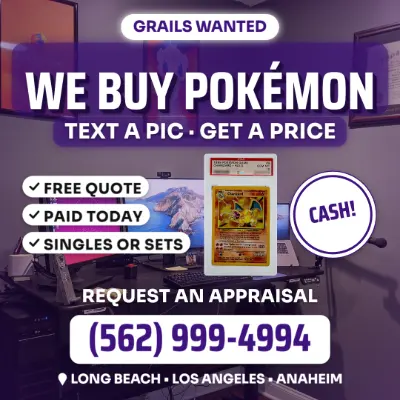 GRAILS WANTED
WE BUY POKÉMON
TEXT A PIC • GET A PRICE
✓ FREE QUOTE
✓ PAID TODAY
✓ SINGLES OR SETS
CASH!
REQUEST AN APPRAISAL
(562) 999-4994
LONG BEACH • LOS ANGELES • ANAHEIM